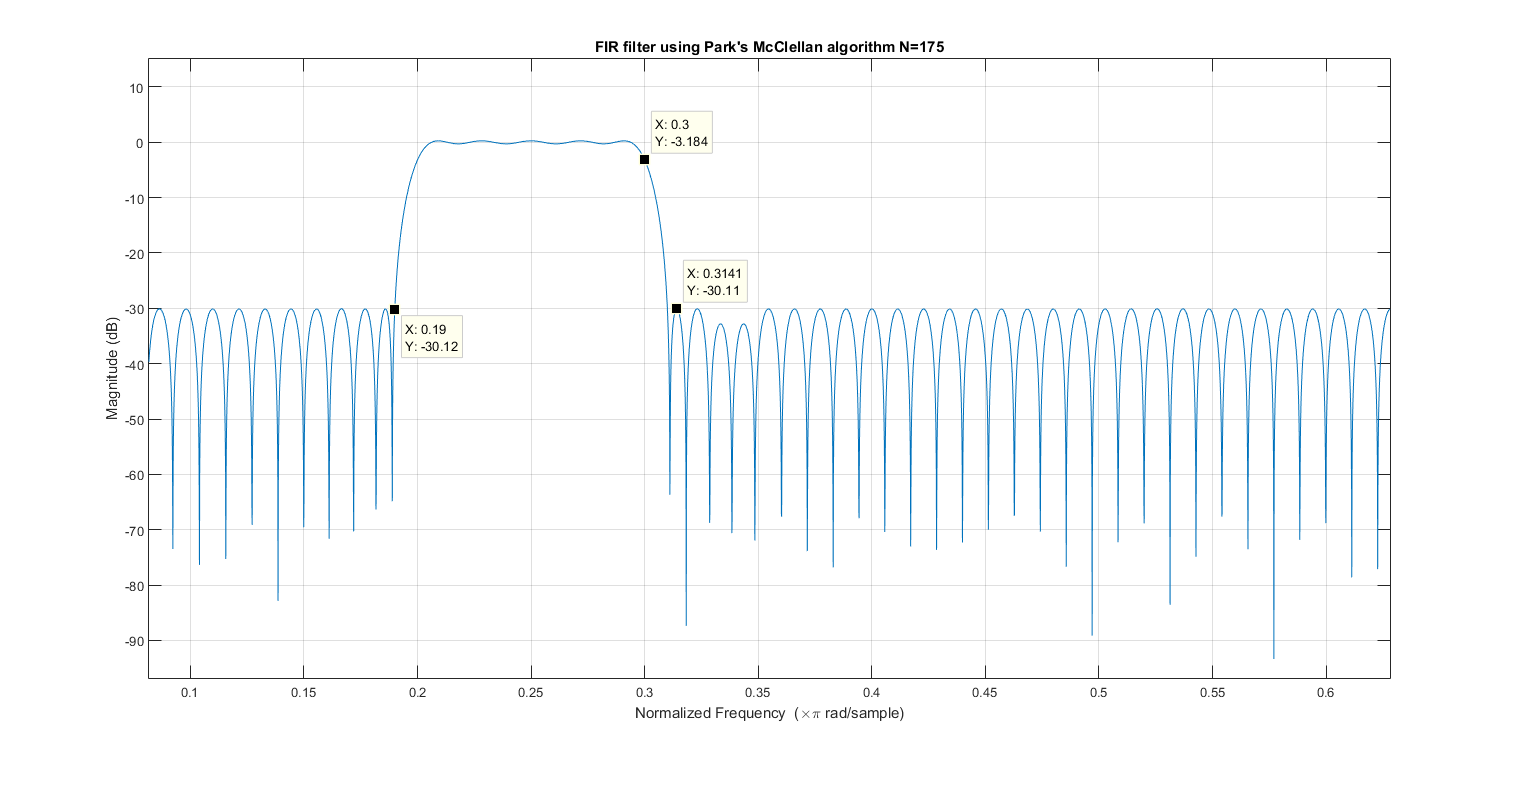 FIR filter using Park's McClellan algorithm N=175
Magnitude (dB)
10
0
-10
-20
-30
-40
-50
-60
-70
-80
-90
X: 0.3
Y: -3.184
X: 0.3141
Y: -30.11
X: 0.19
Y: -30.12
0.1
0.15
0.2
0.25
0.3
0.35
0.4
0.45
0.5
0.55
0.6
Normalized Frequency (×π rad/sample)